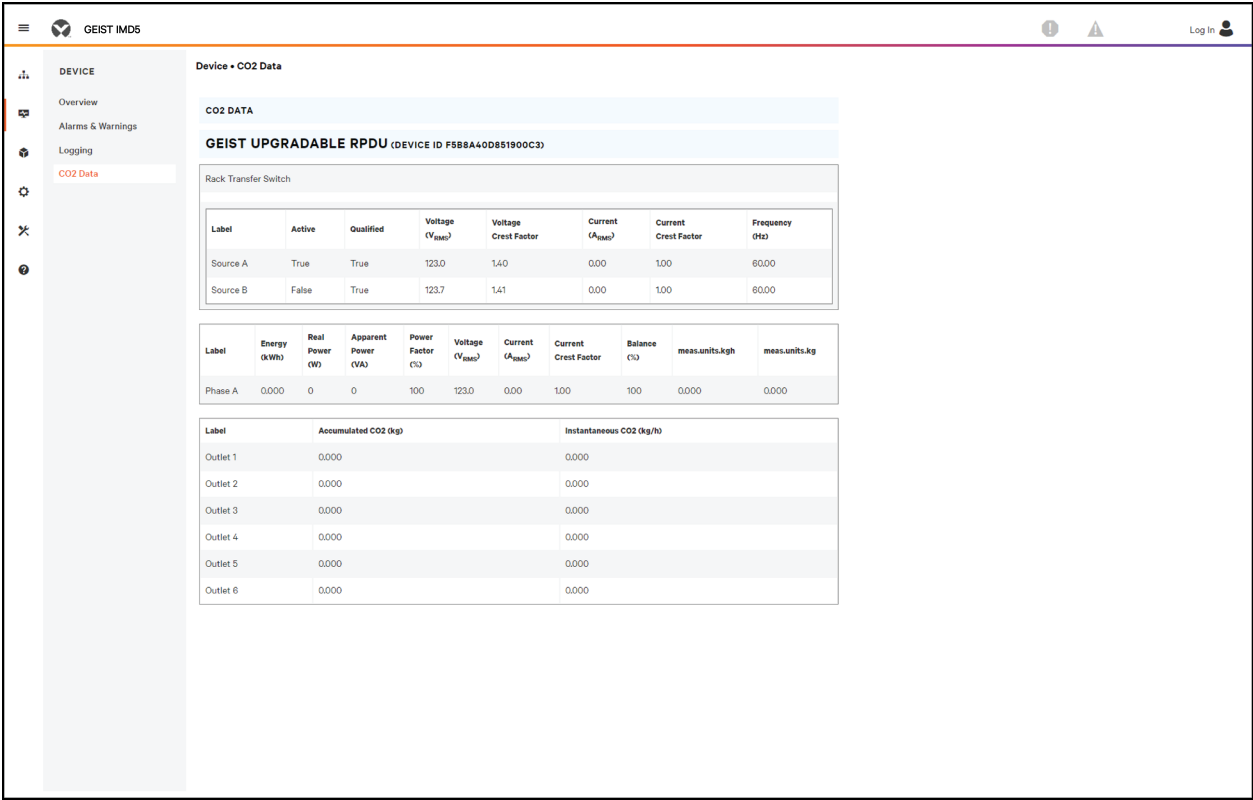 GEIST IMD5
Log In
DEVICE
Overview
Alarms & Warnings
Logging
CO2 Data
Device • CO2 Data
CO2 DATA
GEIST UPGRADABLE RPDU (DEVICE ID F5B8A40D851900C3)
Rack Transfer Switch
Label Active Qualified Voltage (VRMS) Voltage Crest Factor Current (ARMS) Current Crest Factor Frequency (Hz)
Source A True True 123.0 1.40 0.00 1.00 60.00
Source B False True 123.7 1.41 0.00 1.00 60.00
Label Energy (kWh) Real Power (W) Apparent Power (VA) Power Factor (%) Voltage (VRMS) Current (ARMS) Current Crest Factor Balance (%) meas.units.kgh meas.units.kg
Phase A 0.000 0 0 100 123.0 0.00 1.00 100 0.000 0.000
Label Accumulated CO2 (kg) Instantaneous CO2 (kg/h)
Outlet 1 0.000 0.000
Outlet 2 0.000 0.000
Outlet 3 0.000 0.000
Outlet 4 0.000 0.000
Outlet 5 0.000 0.000
Outlet 6 0.000 0.000